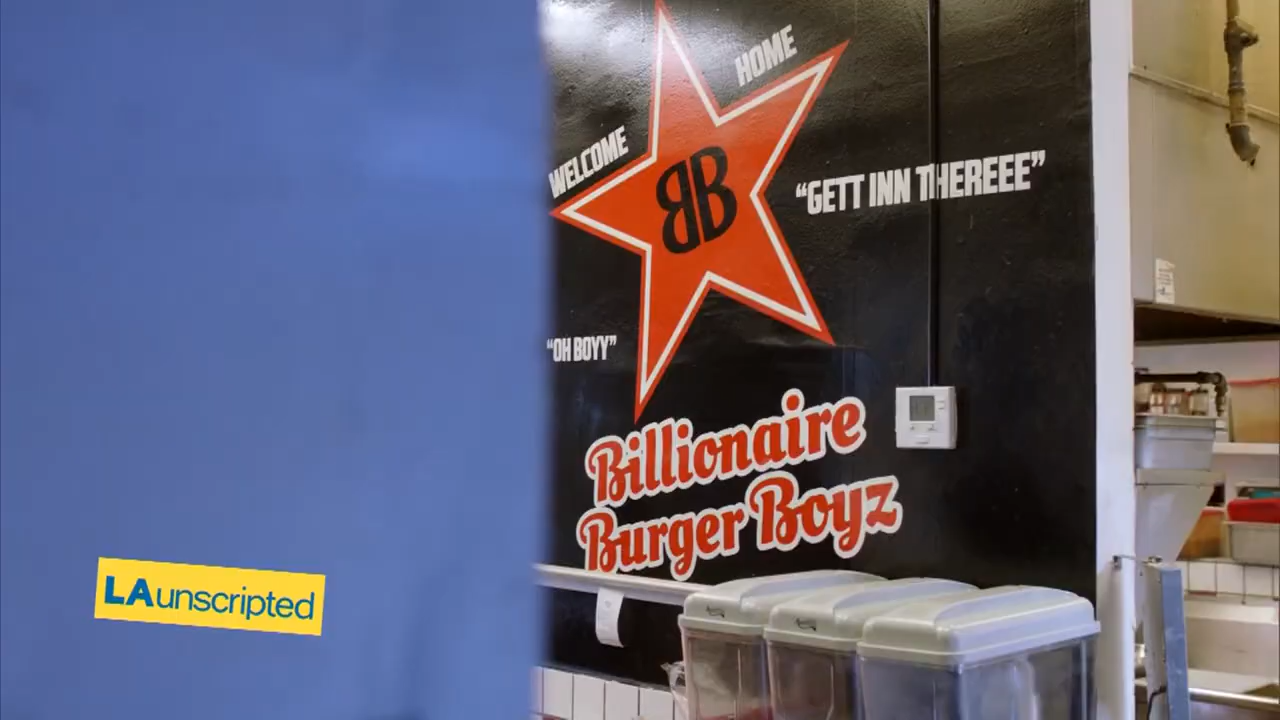 WELCOME
HOME
BB
"GETT INN THEREEE"
"OH BOYY"
Billionaire
Burger Boyz
LAunscripted